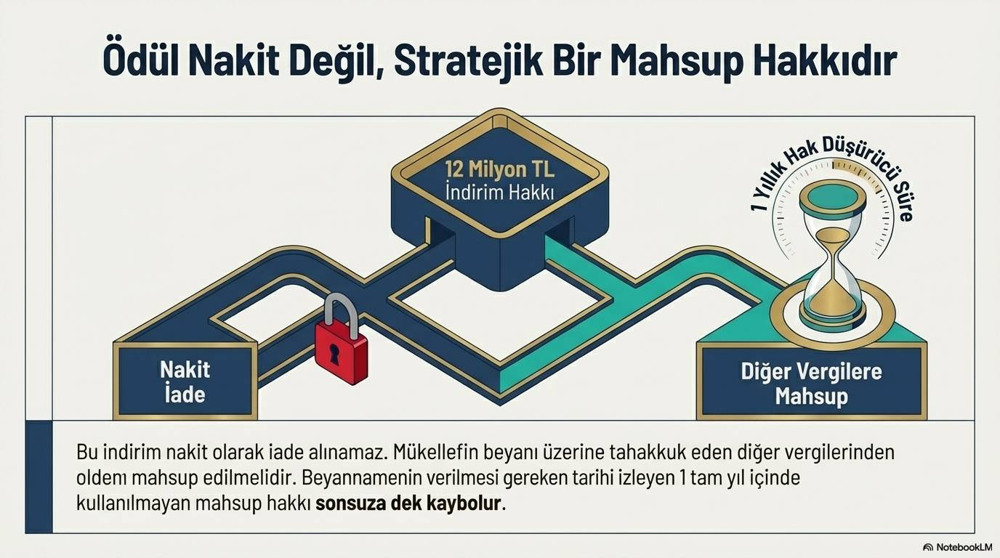 Ödül Nakit Değil, Stratejik Bir Mahsup Hakkıdır
12 Milyon TL
İndirim Hakkı
1 Yıllık Hak Düşürücü Süre
Nakit
İade
Diğer Vergilere
Mahsup
Bu indirim nakit olarak iade alınamaz. Mükellefin beyanı üzerine tahakkuk eden diğer vergilerinden
oldem mahsup edilmelidir. Beyannamenin verilmesi gereken tarihi izleyen 1 tam yıl içinde
kullanılmayan mahsup hakkı sonsuza dek kaybolur.
NotebookLM